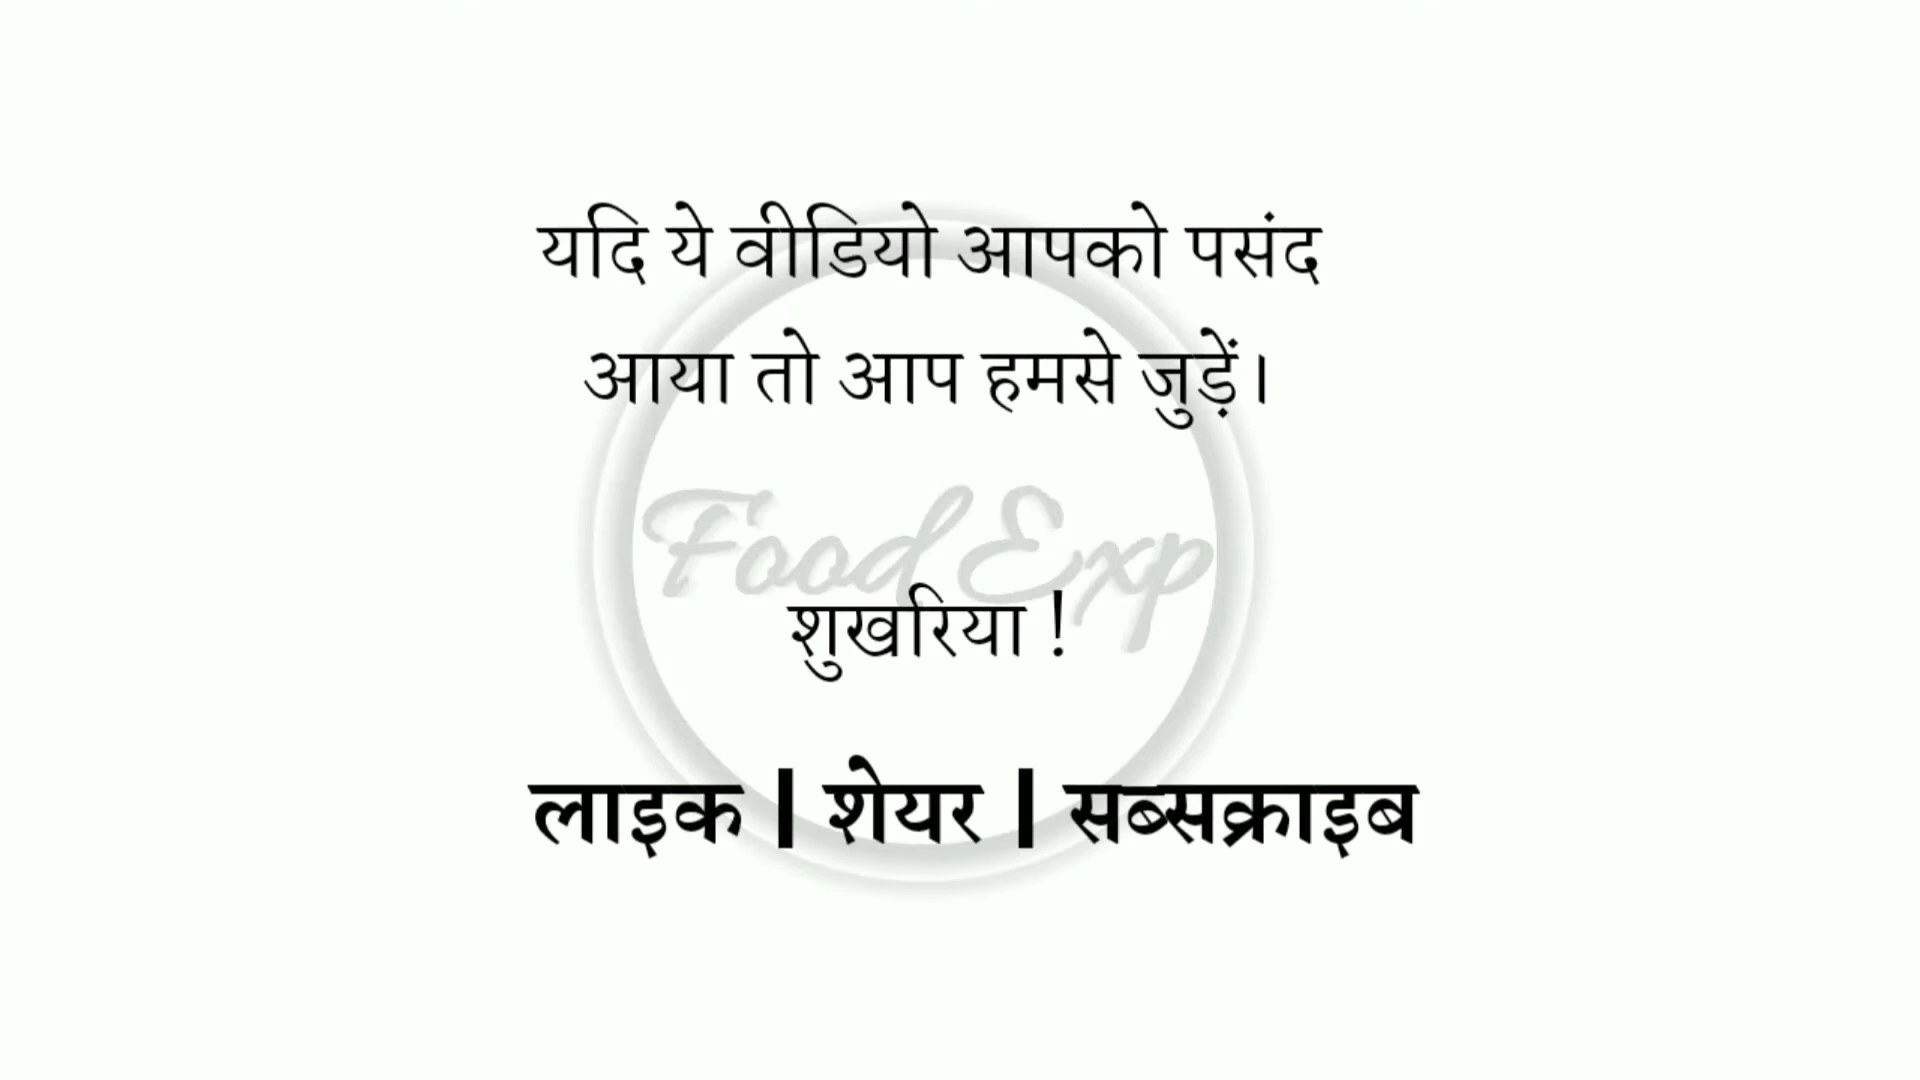 यदि ये वीडियो आपको पसंद
आया तो आप हमसे जुड़ें।
Food Exp
शुखरिया !
लाइक | शेयर | सब्सक्राइब